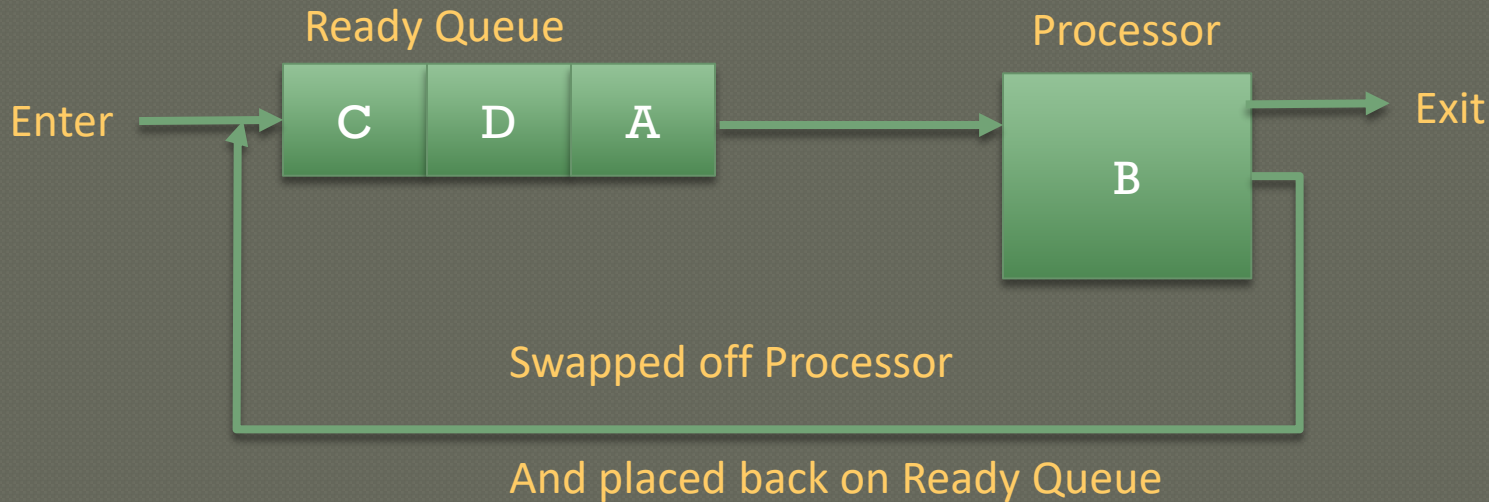 Ready Queue
Processor
Enter
C D A
Exit
B
Swapped off Processor
And placed back on Ready Queue